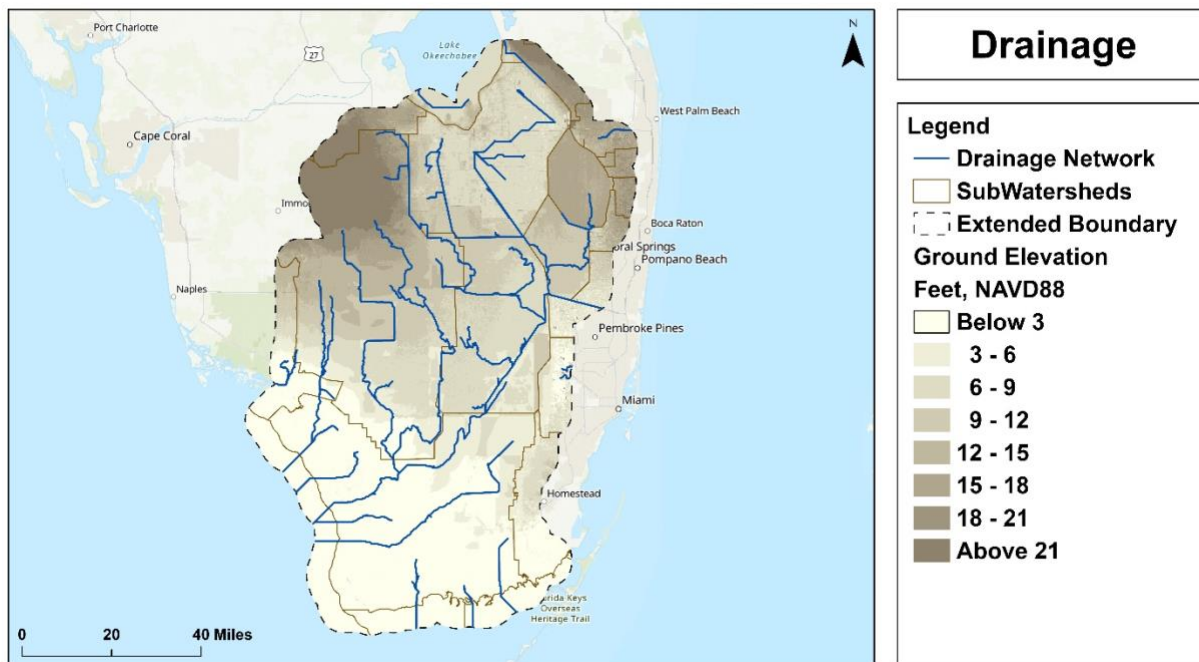 Port Charlotte
27
Lake
Okeechobee
N
West Palm Beach
Cape Coral
Immo
Boca Raton
oral Springs
Pompano Beach
Naples
Pembroke Pines
Miami
Homestead
rida Keys
Overseas
Heritage Trail
0 20 40 Miles
Drainage
Legend
Drainage Network
SubWatersheds
Extended Boundary
Ground Elevation
Feet, NAVD88
Below 3
3 - 6
6 - 9
9 - 12
12 - 15
15 - 18
18 - 21
Above 21